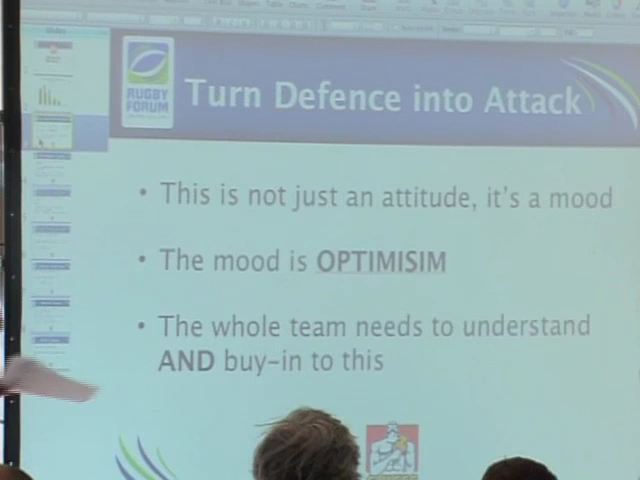 RUGBY
FORUM
Turn Defence into Attack
• This is not just an attitude, it's a mood
• The mood is OPTIMISIM
• The whole team needs to understand
AND buy-in to this